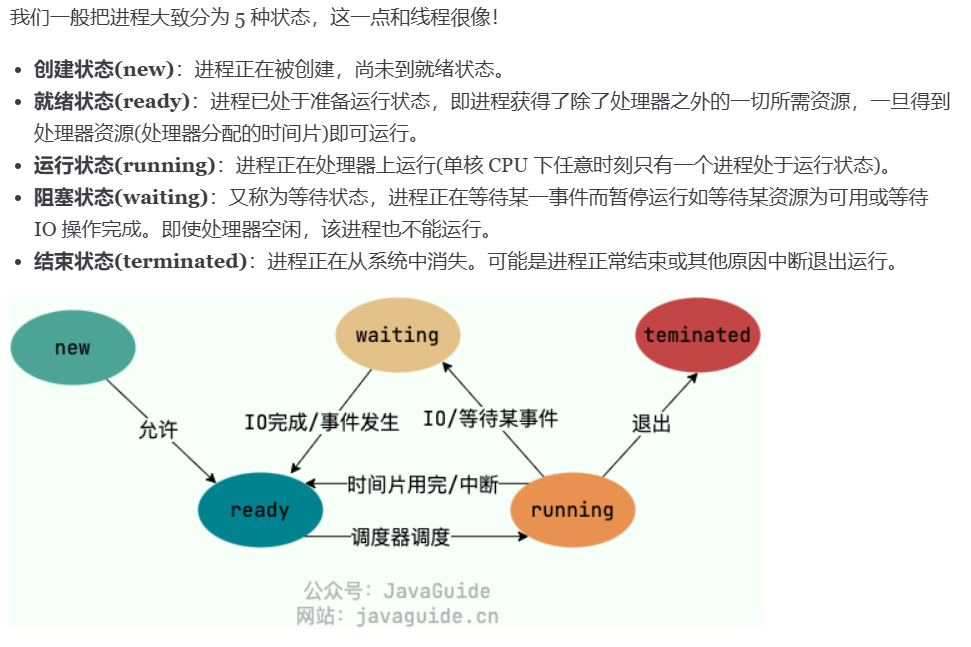 我们一般把进程大致分为 5 种状态，这一点和线程很像！
• 创建状态(new)：进程正在被创建，尚未到就绪状态。
• 就绪状态(ready)：进程已处于准备运行状态，即进程获得了除了处理器之外的一切所需资源，一旦得到
处理器资源(处理器分配的时间片)即可运行。
• 运行状态(running)：进程正在处理器上运行(单核 CPU 下任意时刻只有一个进程处于运行状态)。
• 阻塞状态(waiting)：又称为等待状态，进程正在等待某一事件而暂停运行如等待某资源为可用或等待
IO 操作完成。即使处理器空闲，该进程也不能运行。
• 结束状态(terminated)：进程正在从系统中消失。可能是进程正常结束或其他原因中断退出运行。
new
waiting
teminated
允许
IO完成/事件发生
IO/等待某事件
退出
时间片用完/中断
ready
running
调度器调度
公众号：JavaGuide
网站：javaguide.cn